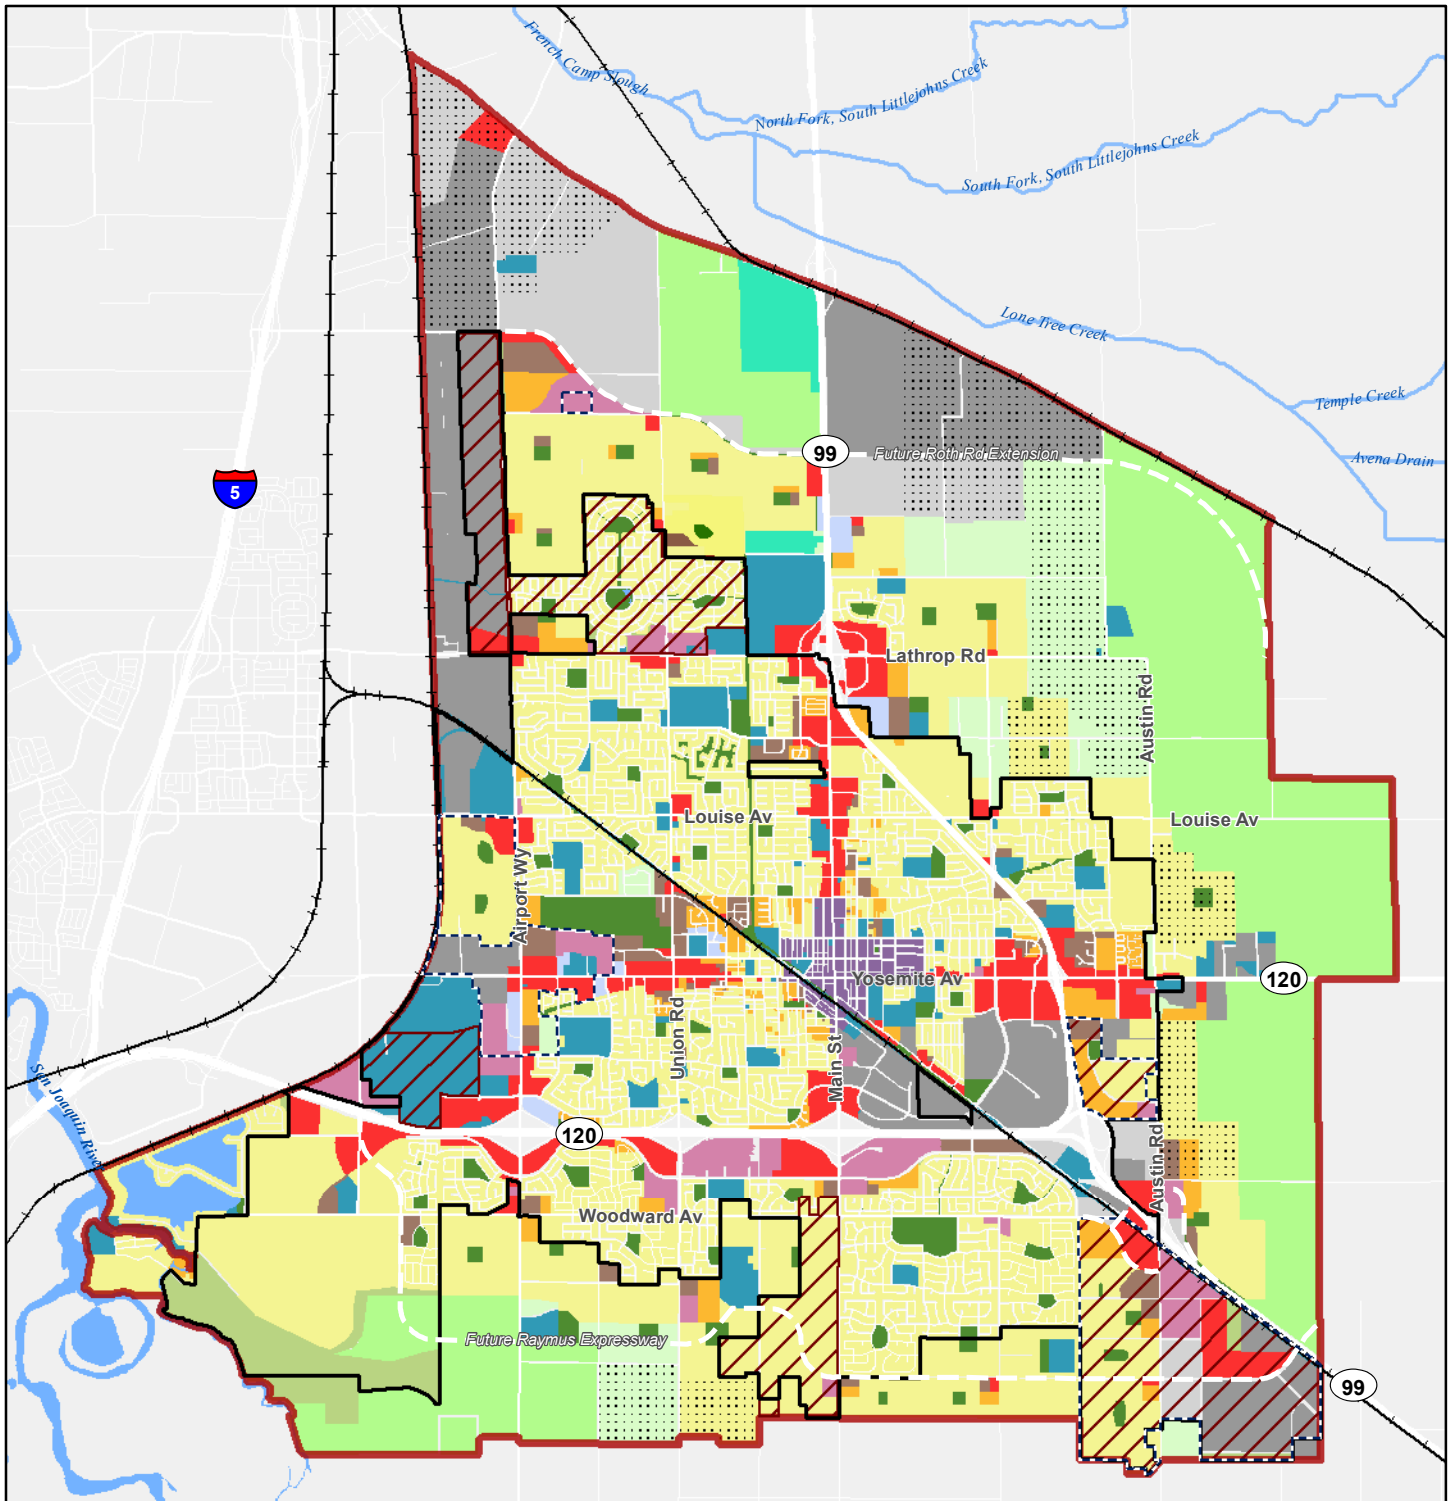 French Camp Slough
North Fork, South Littlejohns Creek
South Fork, South Littlejohns Creek
Lone Tree Creek
Temple Creek
Avena Drain
99
Future Roth Rd Extension
5
Lathrop Rd
Austin Rd
Louise Av
Louise Av
Airport Wy
Yosemite Av
120
Union Rd
Main St
San Joaquin River
120
Austin Rd
Woodward Av
Future Raymus Expressway
99